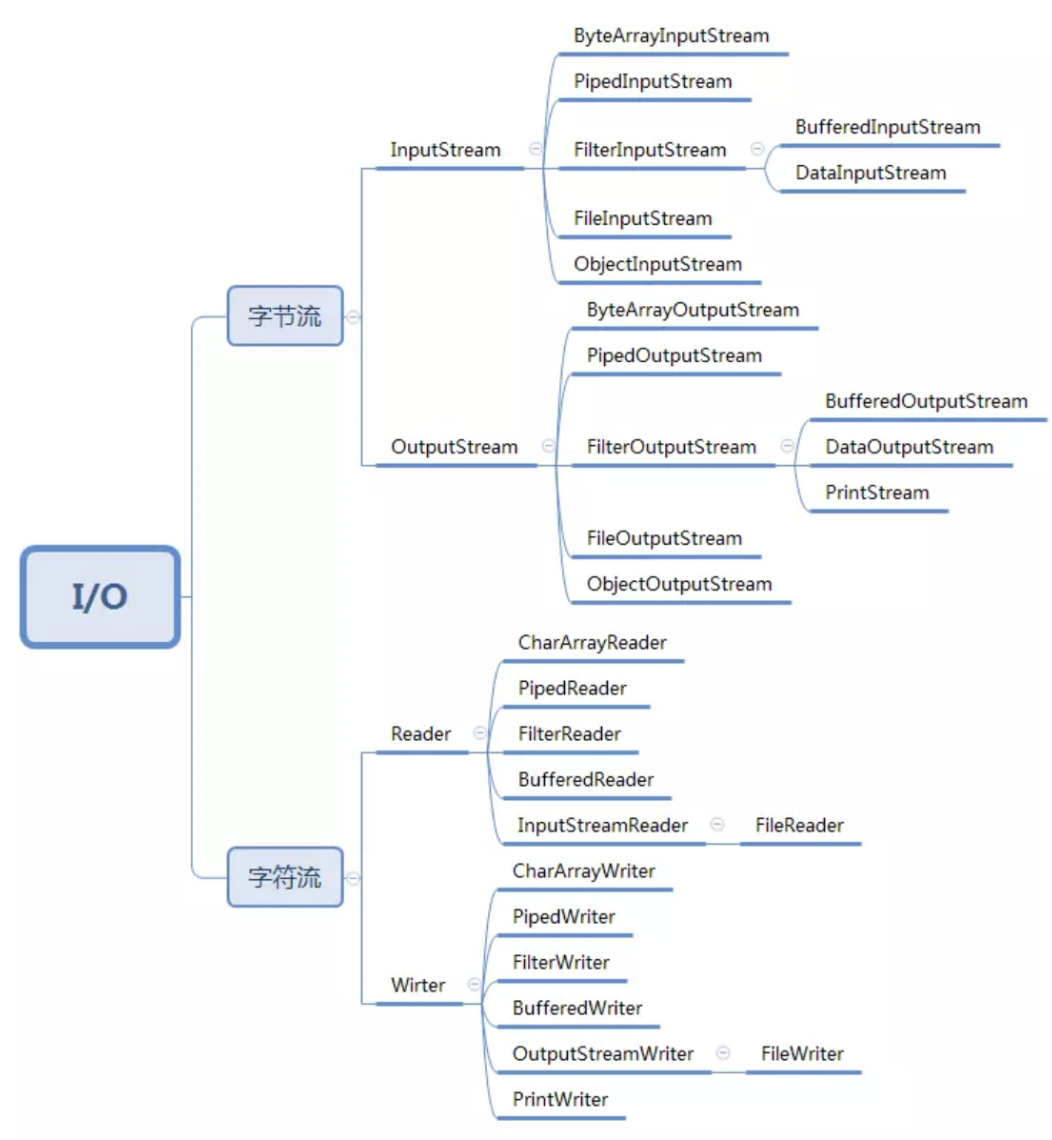 I/O
字节流
InputStream
ByteArrayInputStream
PipedInputStream
FilterInputStream
BufferedInputStream
DataInputStream
FileInputStream
ObjectInputStream
OutputStream
ByteArrayOutputStream
PipedOutputStream
FilterOutputStream
BufferedOutputStream
DataOutputStream
PrintStream
FileOutputStream
ObjectOutputStream
字符流
Reader
CharArrayReader
PipedReader
FilterReader
BufferedReader
InputStreamReader
FileReader
Wirter
CharArrayWriter
PipedWriter
FilterWriter
BufferedWriter
OutputStreamWriter
FileWriter
PrintWriter